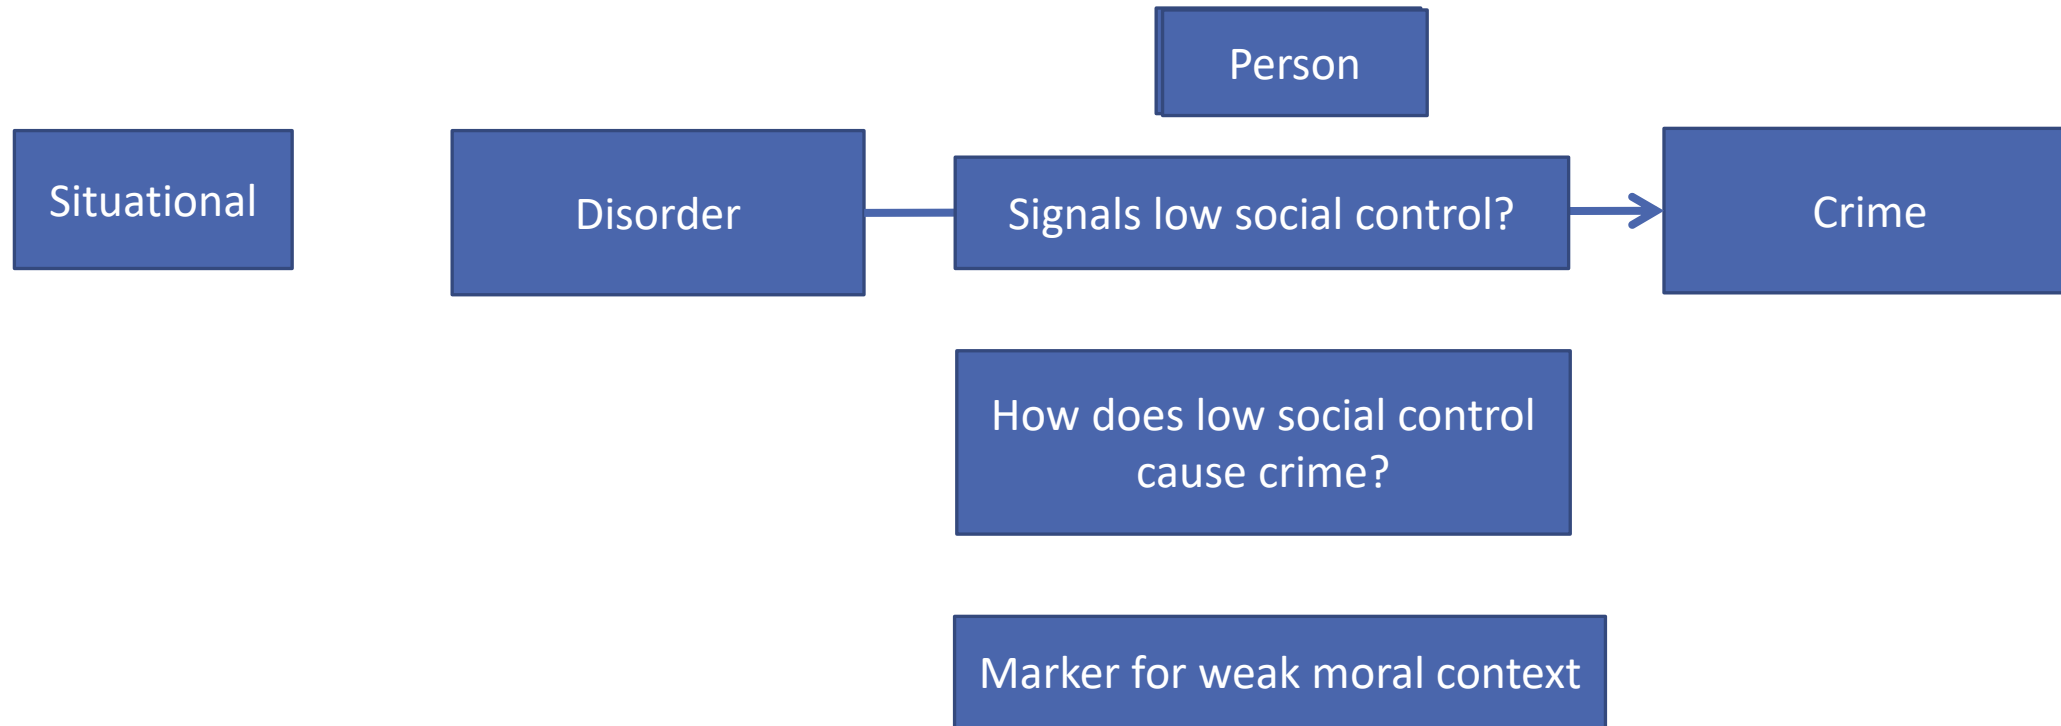 Person
Situational
Disorder
Signals low social control?
Crime
How does low social control
cause crime?
Marker for weak moral context